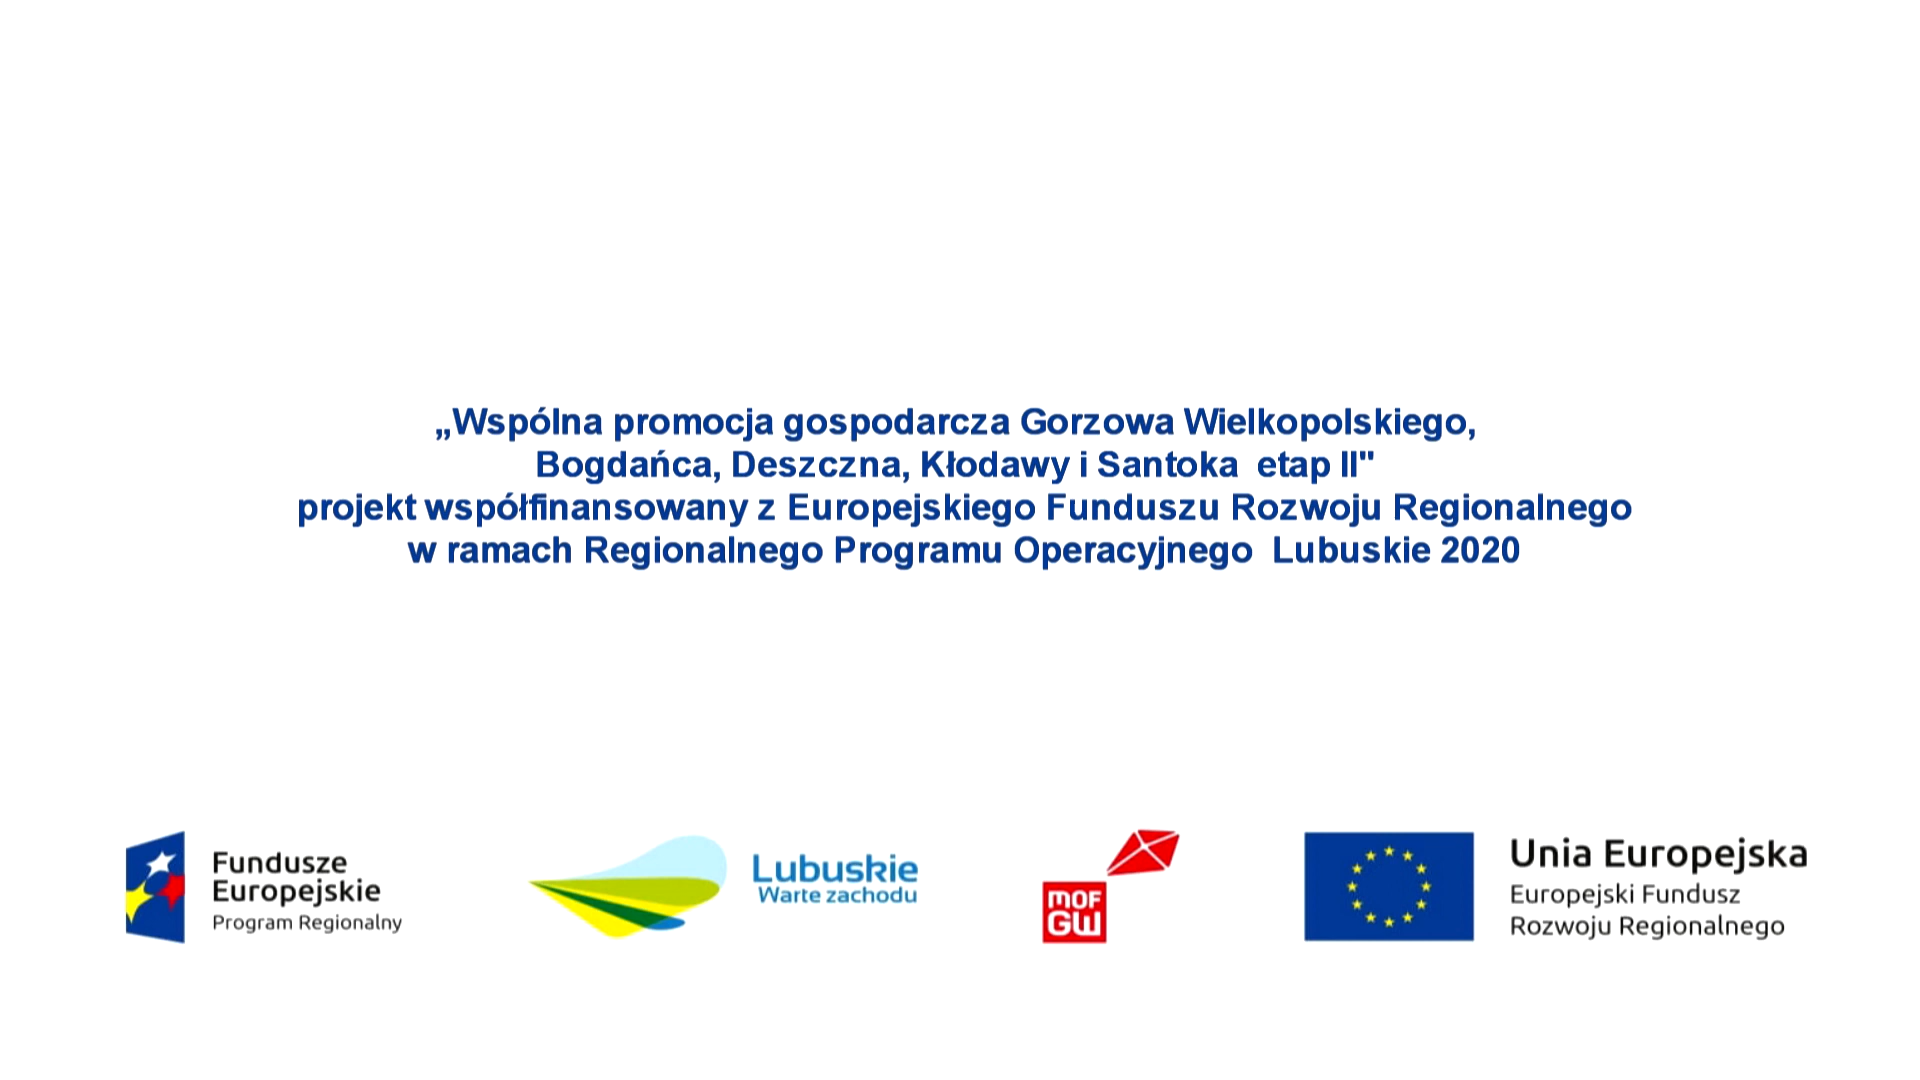 „Wspólna promocja gospodarcza Gorzowa Wielkopolskiego,
Bogdańca, Deszczna, Kłodawy i Santoka  etap II"
projekt współfinansowany z Europejskiego Funduszu Rozwoju Regionalnego
w ramach Regionalnego Programu Operacyjnego  Lubuskie 2020
Fundusze
Europejskie
Program Regionalny
Lubuskie
Warte zachodu
MOF
GW
Unia Europejska
Europejski Fundusz
Rozwoju Regionalnego